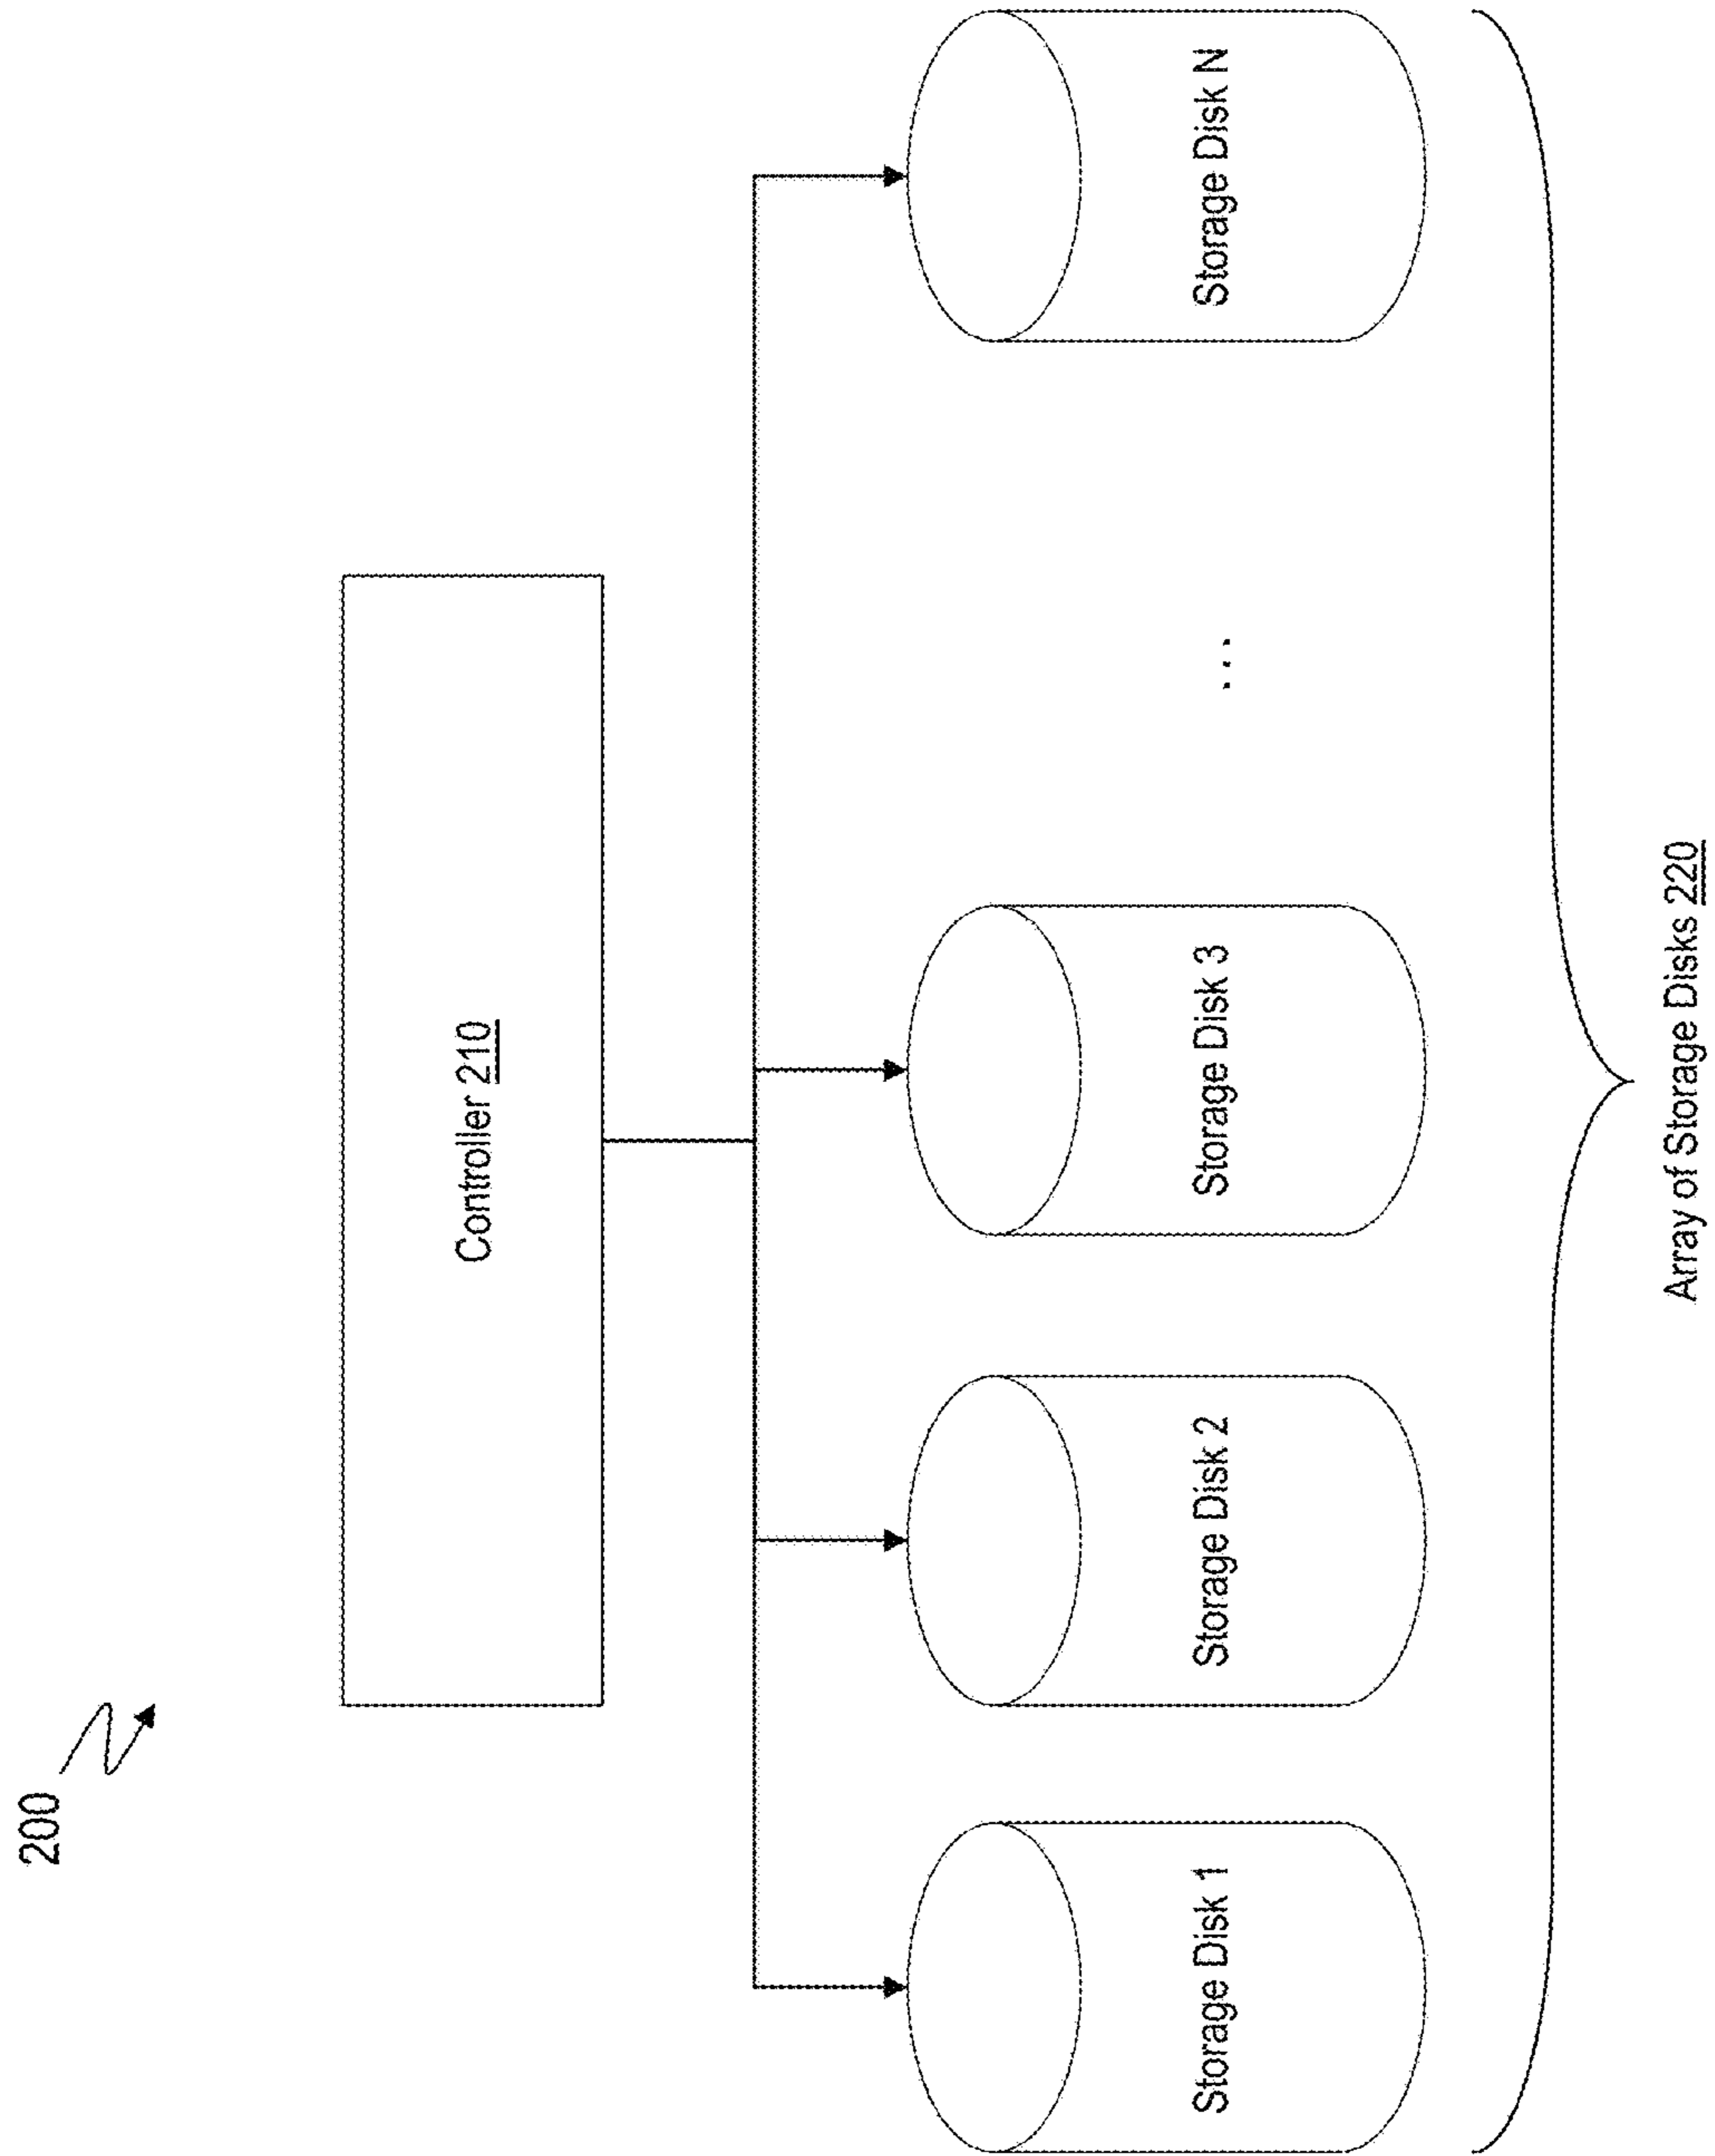 200
Controller 210
Storage Disk 1
Storage Disk 2
Storage Disk 3
...
Storage Disk N
Array of Storage Disks 220